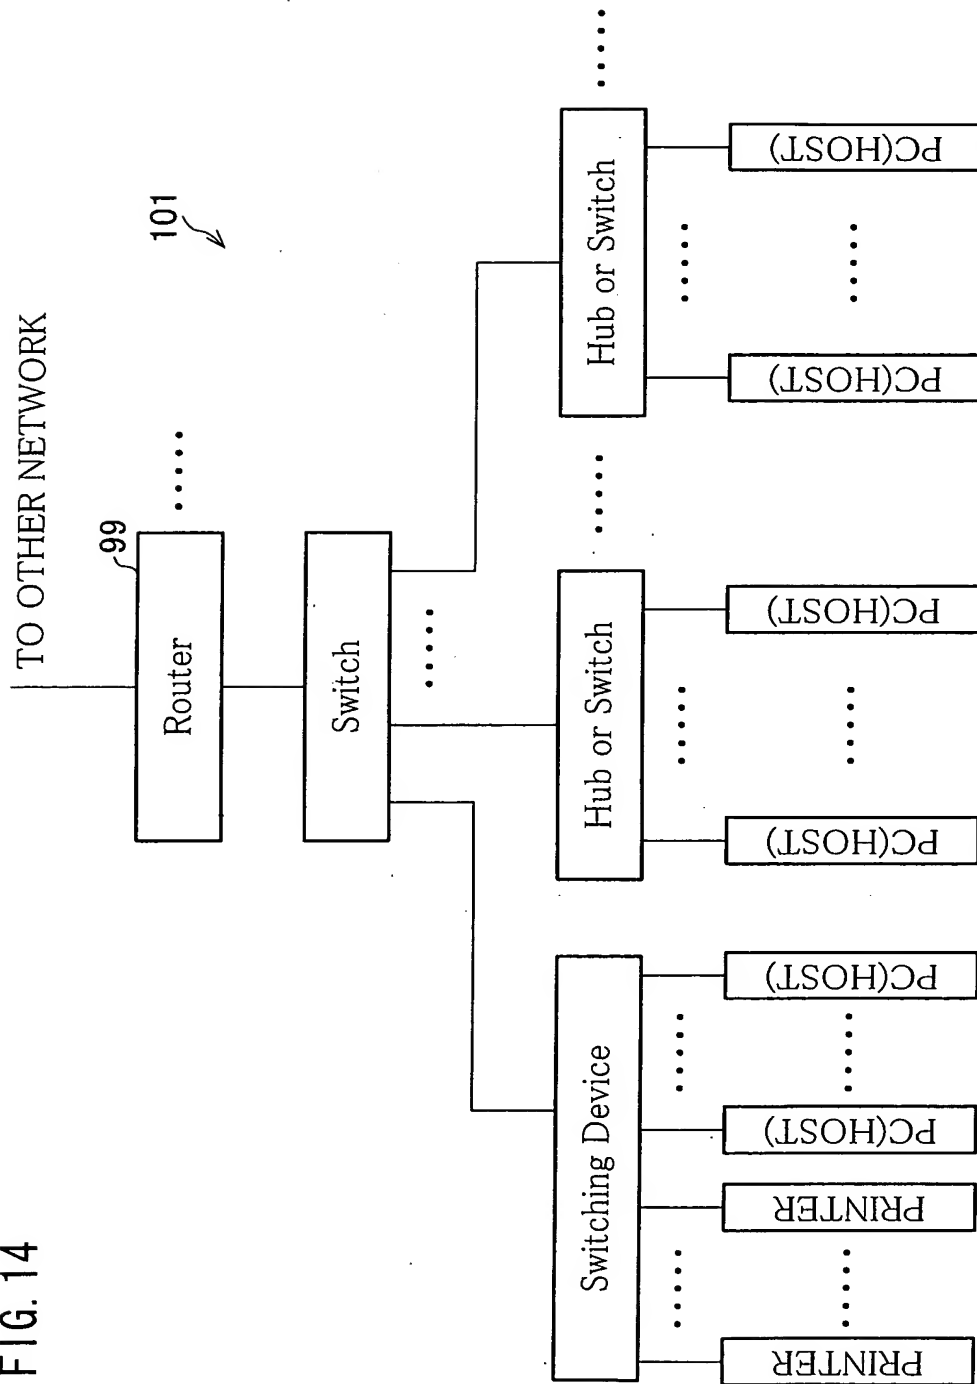 FIG. 14
TO OTHER NETWORK
99
Router
101
Switch
Switching Device
Hub or Switch
Hub or Switch
PRINTER
PRINTER
PC(HOST)
PC(HOST)
PC(HOST)
PC(HOST)
PC(HOST)
PC(HOST)